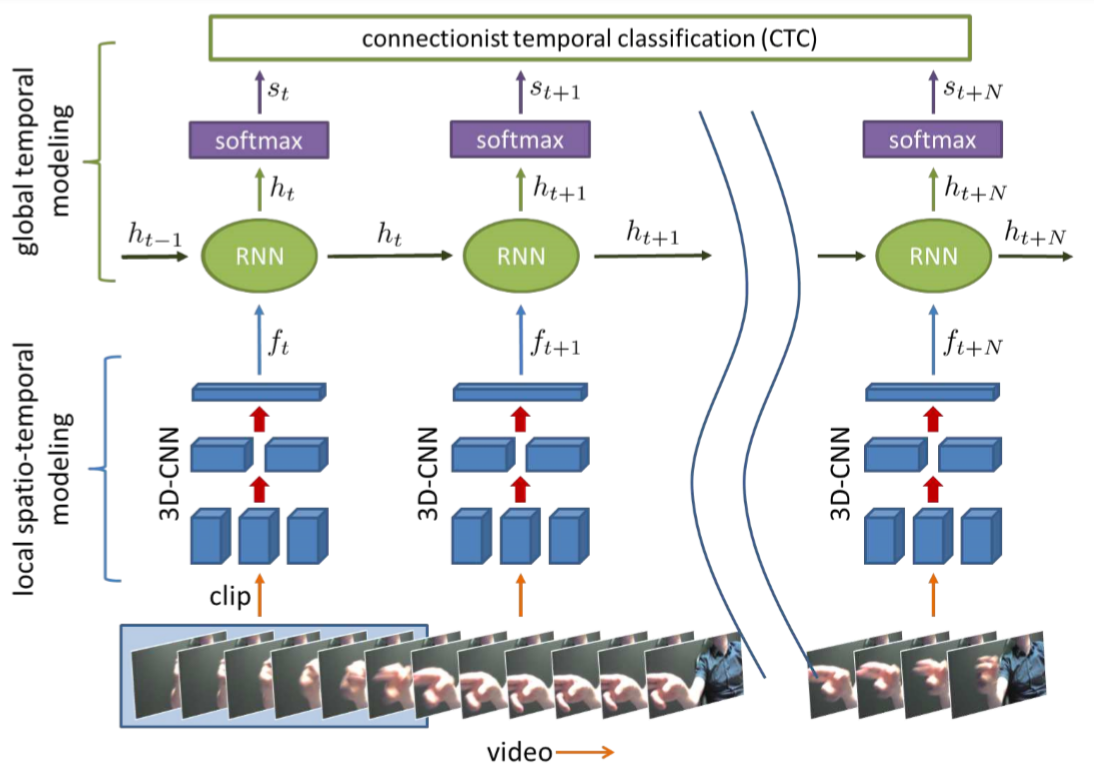 connectionist temporal classification (CTC)
global temporal
modeling
s_t
s_{t+1}
s_{t+N}
softmax
softmax
softmax
h_t
h_{t+1}
h_{t+N}
h_{t-1}
RNN
h_t
RNN
h_{t+1}
RNN
h_{t+N}
f_t
f_{t+1}
f_{t+N}
local spatio-temporal
modeling
3D-CNN
3D-CNN
3D-CNN
clip
video